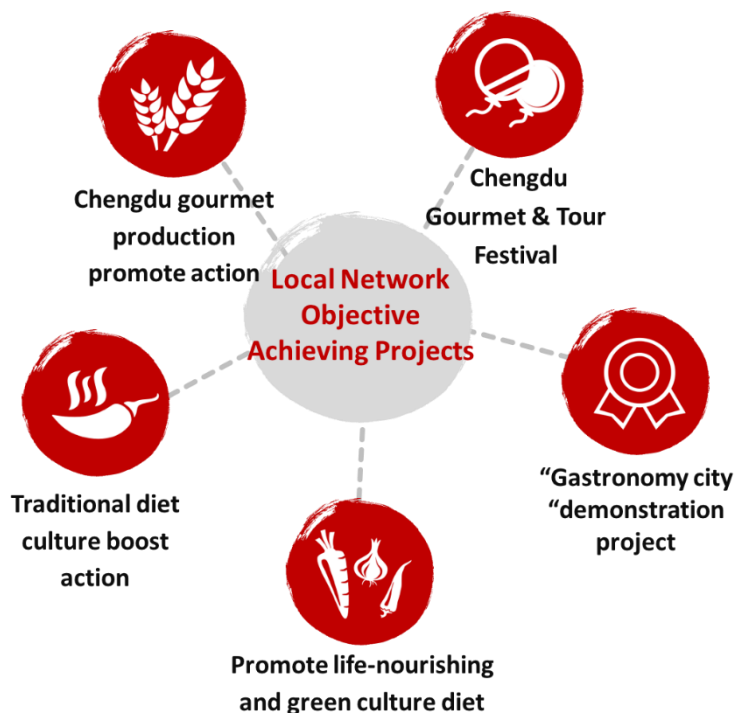 Chengdu gourmet
production
promote action
Chengdu
Gourmet & Tour
Festival
Local Network
Objective
Achieving Projects
Traditional diet
culture boost
action
“Gastronomy city
“demonstration
project
Promote life-nourishing
and green culture diet